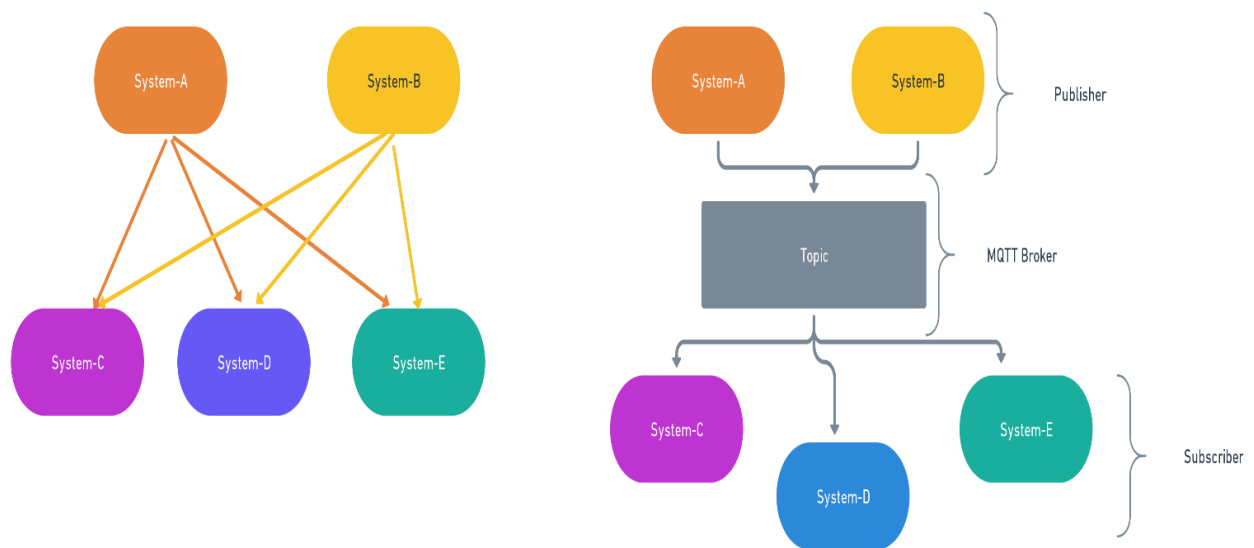 System-A
System-B
System-C
System-D
System-E
System-A
System-B
Publisher
Topic
MQTT Broker
System-C
System-D
System-E
Subscriber